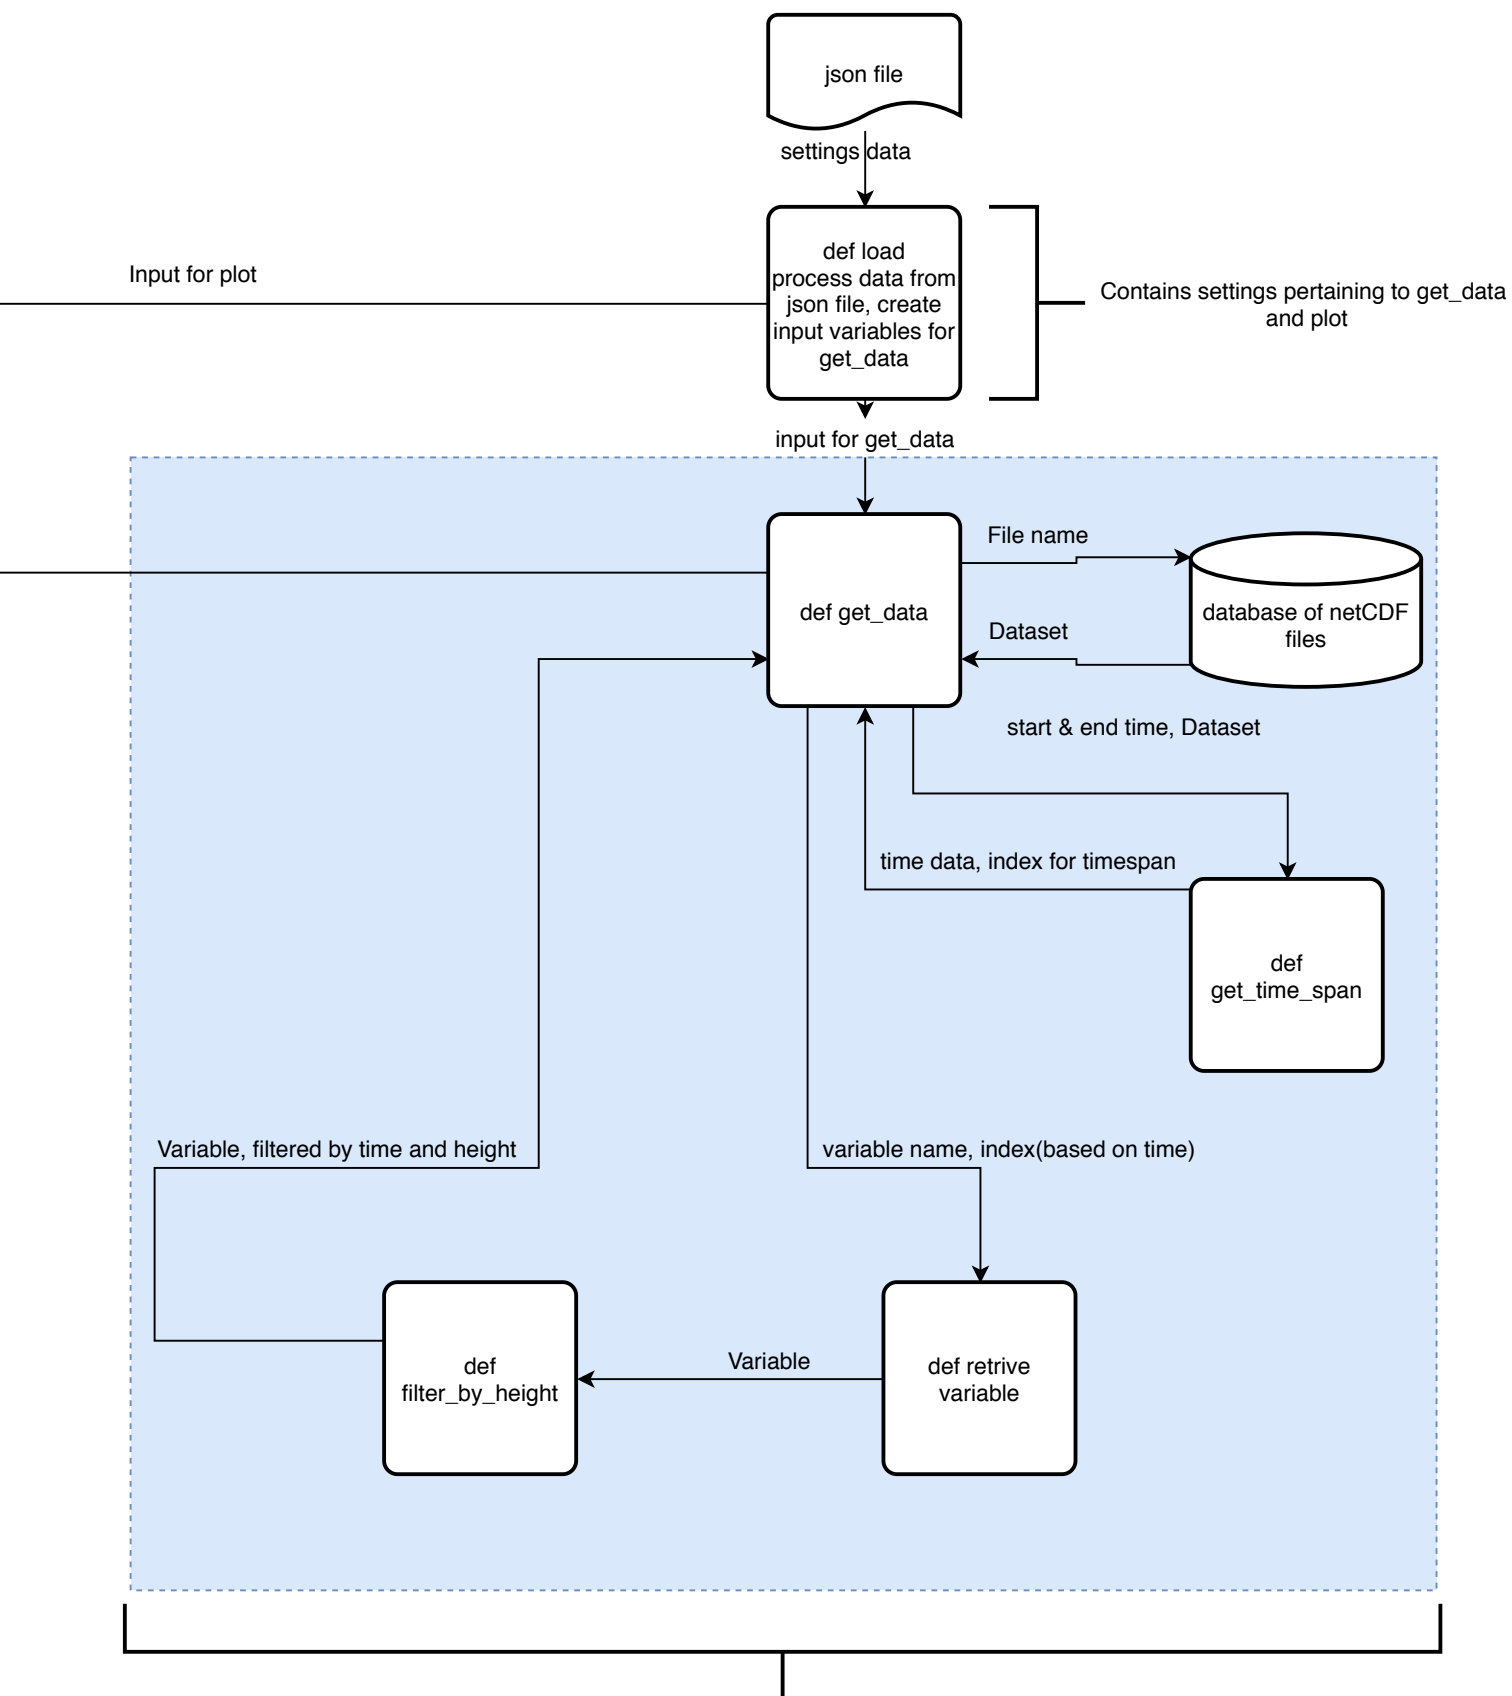 json file
settings data
def load
process data from
json file, create
input variables for
get_data
Input for plot
Contains settings pertaining to get_data
and plot
input for get_data
def get_data
File name
database of netCDF
files
Dataset
start & end time, Dataset
time data, index for timespan
def
get_time_span
Variable, filtered by time and height
variable name, index(based on time)
def
filter_by_height
Variable
def retrive
variable